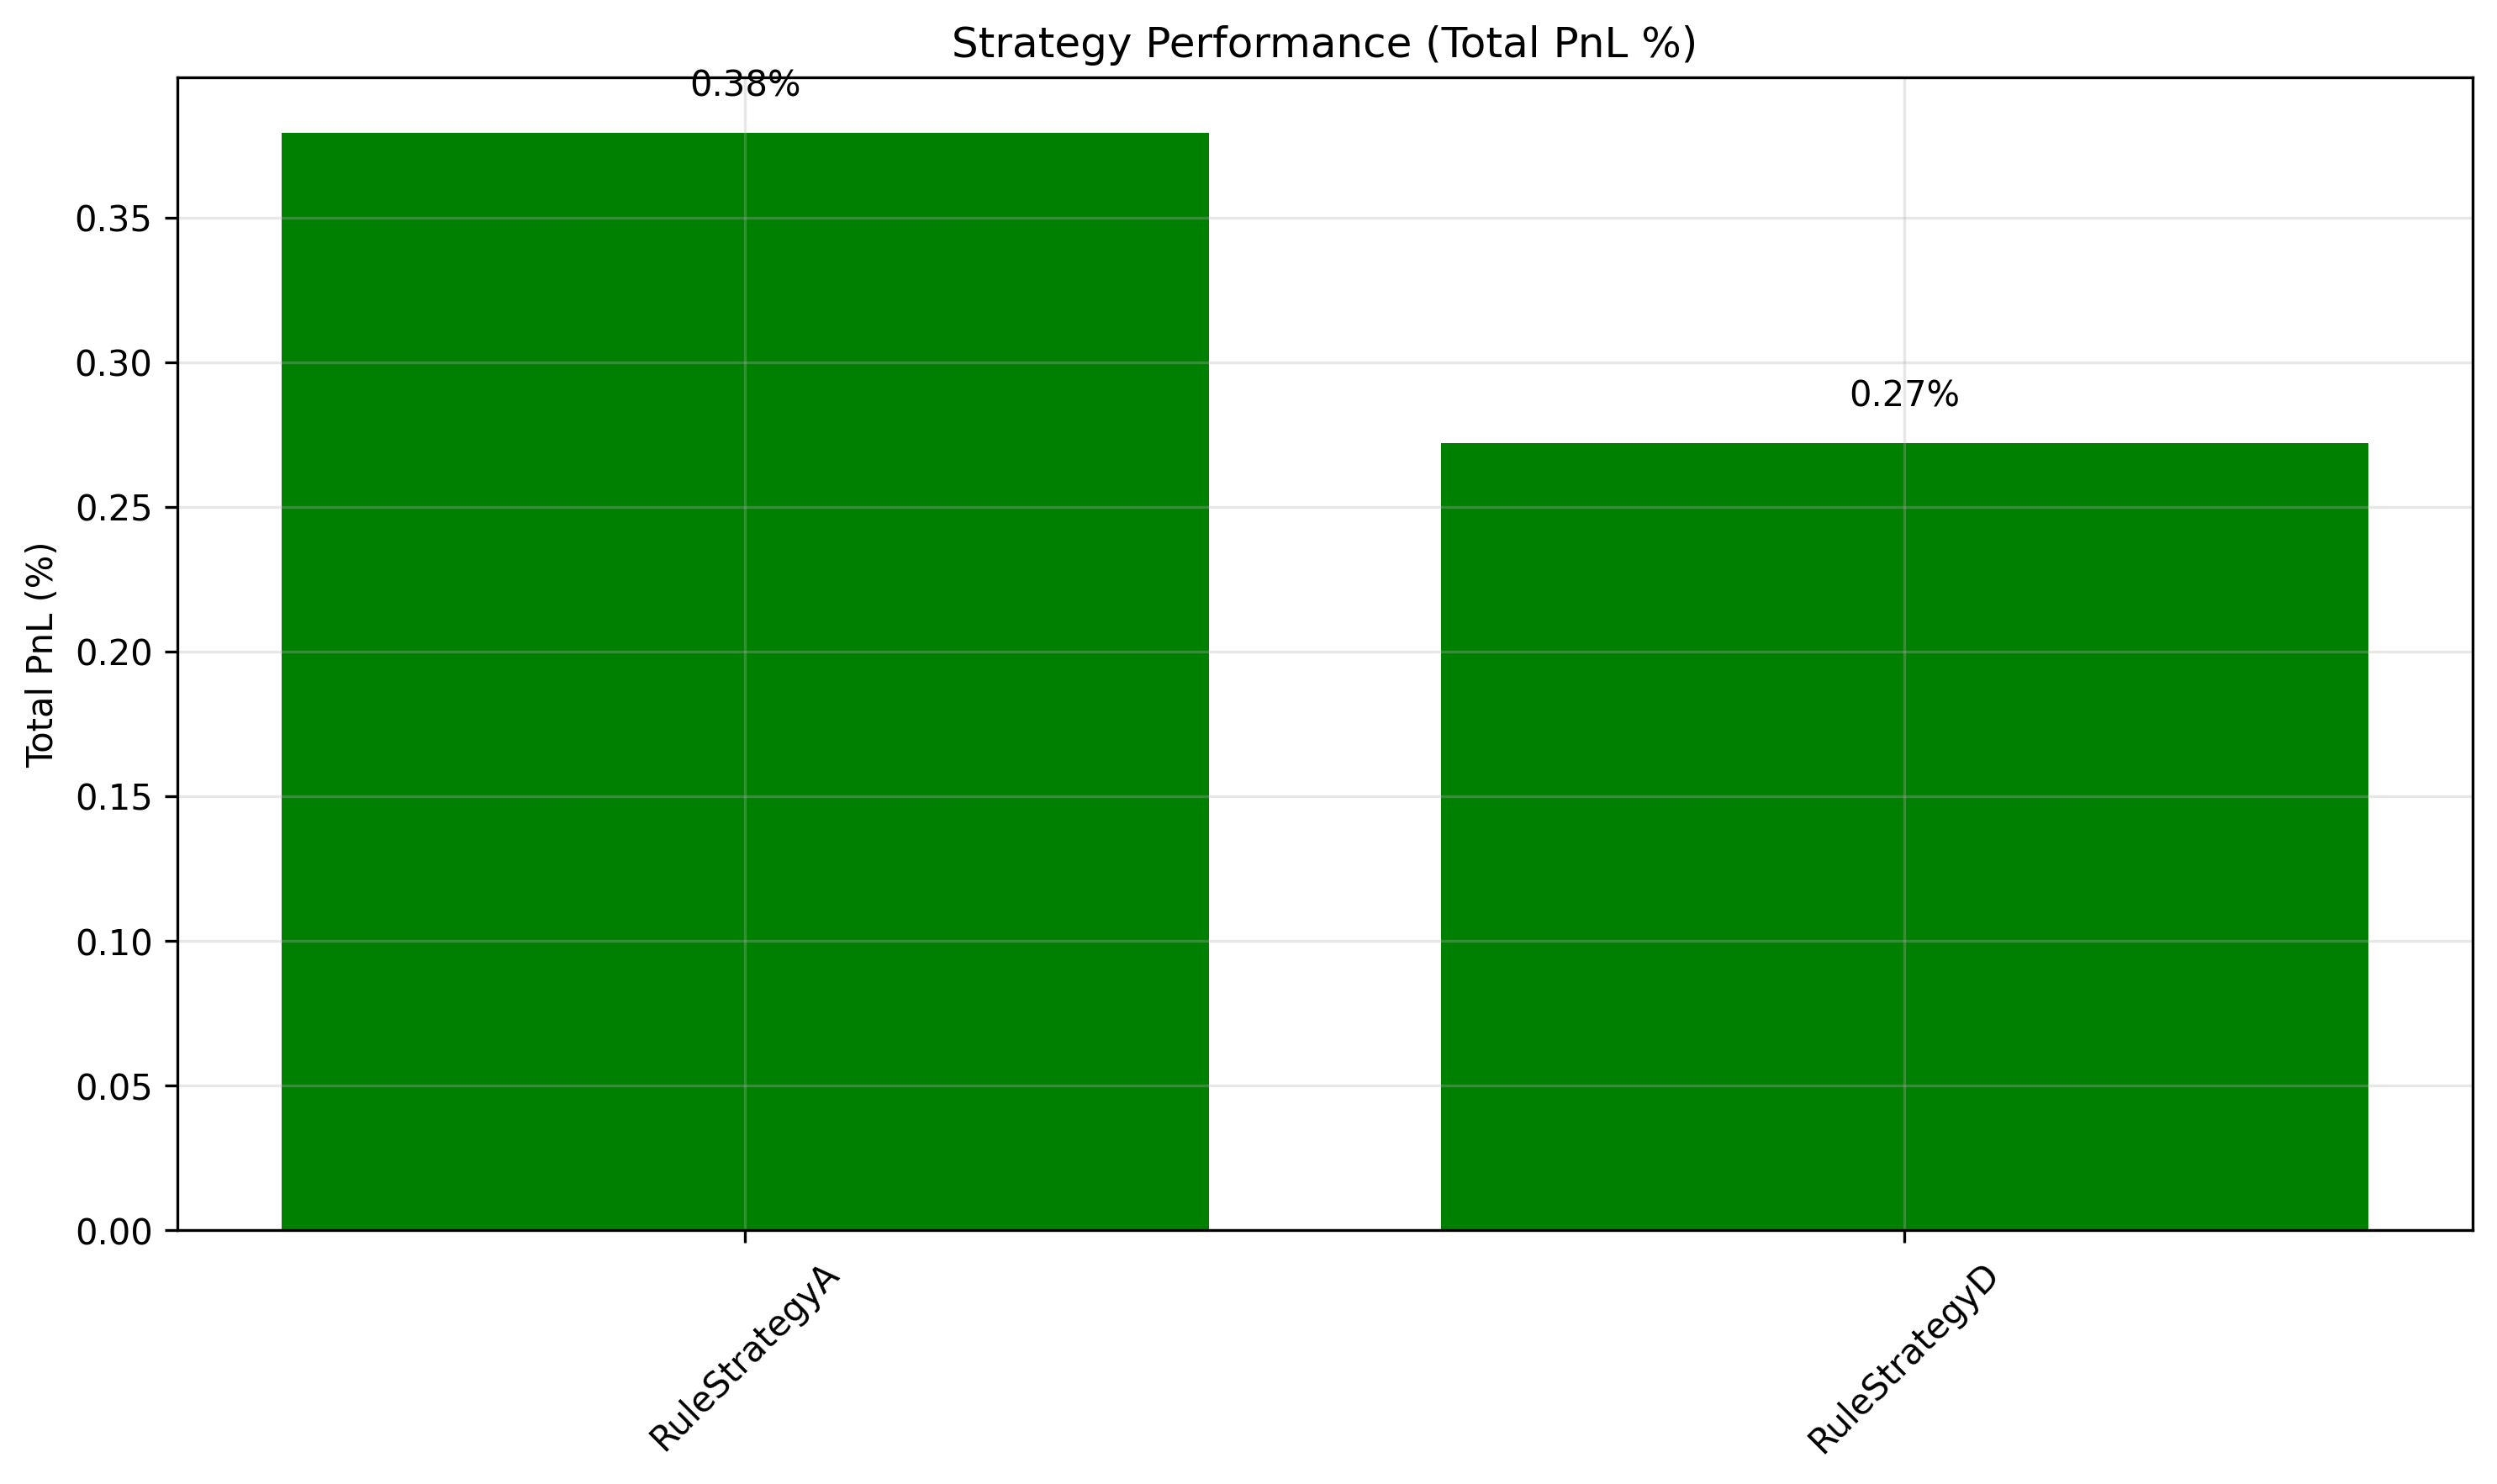 Strategy Performance (Total PnL %)
0.38%
0.27%
Total PnL (%)
0.35
0.30
0.25
0.20
0.15
0.10
0.05
0.00
RuleStrategyA
RuleStrategyD